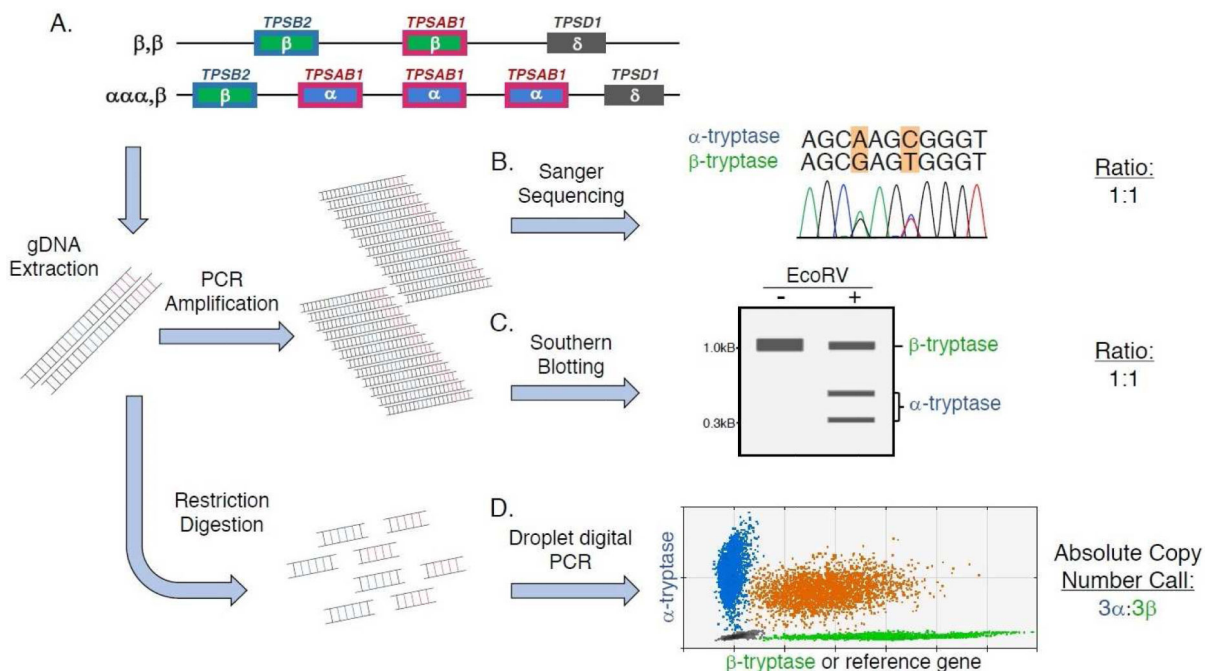 A.
TPSB2 TPSAB1 TPSD1
β,β β β δ
TPSB2 TPSAB1 TPSAB1 TPSAB1 TPSD1
ααα,β β α α α δ
gDNA
Extraction
PCR
Amplification
Restriction
Digestion
B.
Sanger
Sequencing
α-tryptase AGCAAGCGGGT
β-tryptase AGCGAGTGGGT
Ratio:
1:1
C.
Southern
Blotting
EcoRV
- +
1.0kB
0.3kB
β-tryptase
α-tryptase
Ratio:
1:1
D.
Droplet digital
PCR
α-tryptase
β-tryptase or reference gene
Absolute Copy
Number Call:
3α:3β